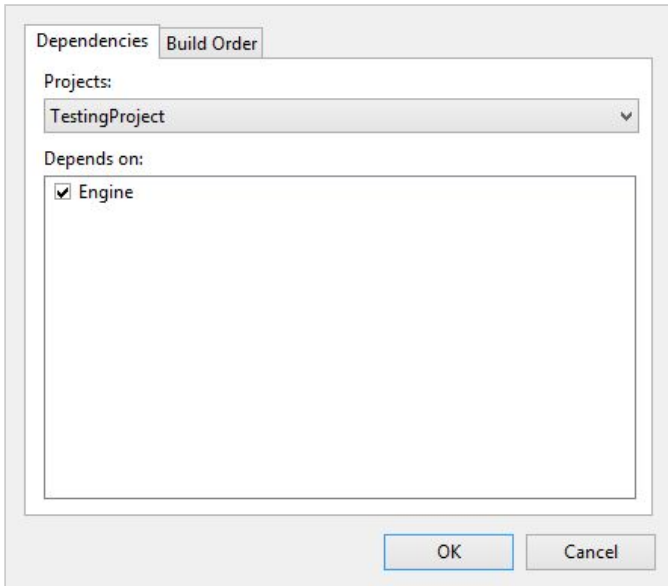 Dependencies Build Order
Projects:
TestingProject
Depends on:
Engine
OK Cancel